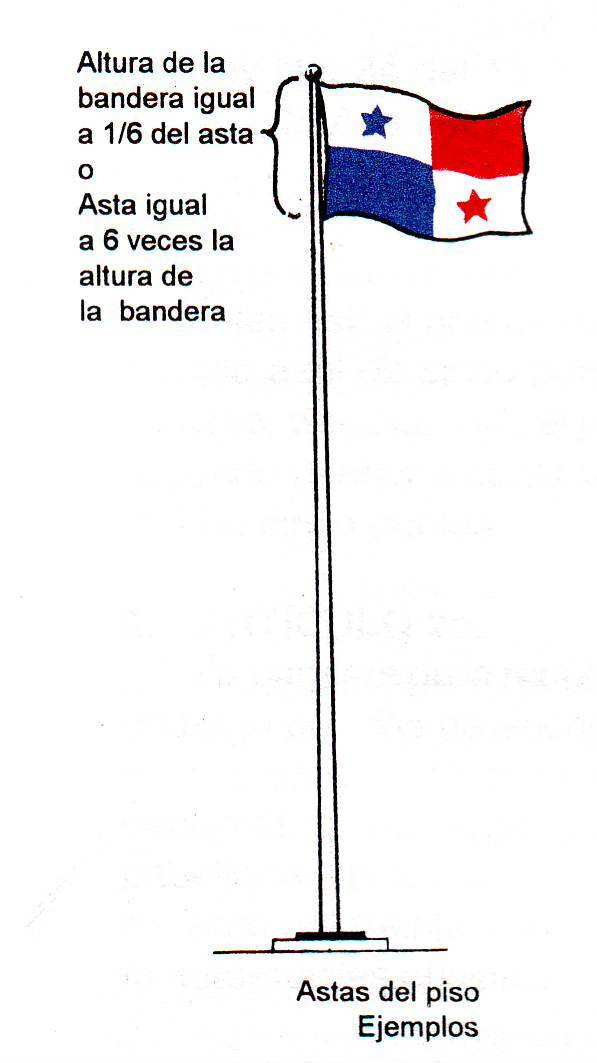 Altura de la
bandera igual
a 1/6 del asta
o
Asta igual
a 6 veces la
altura de
la bandera
Astas del piso
Ejemplos